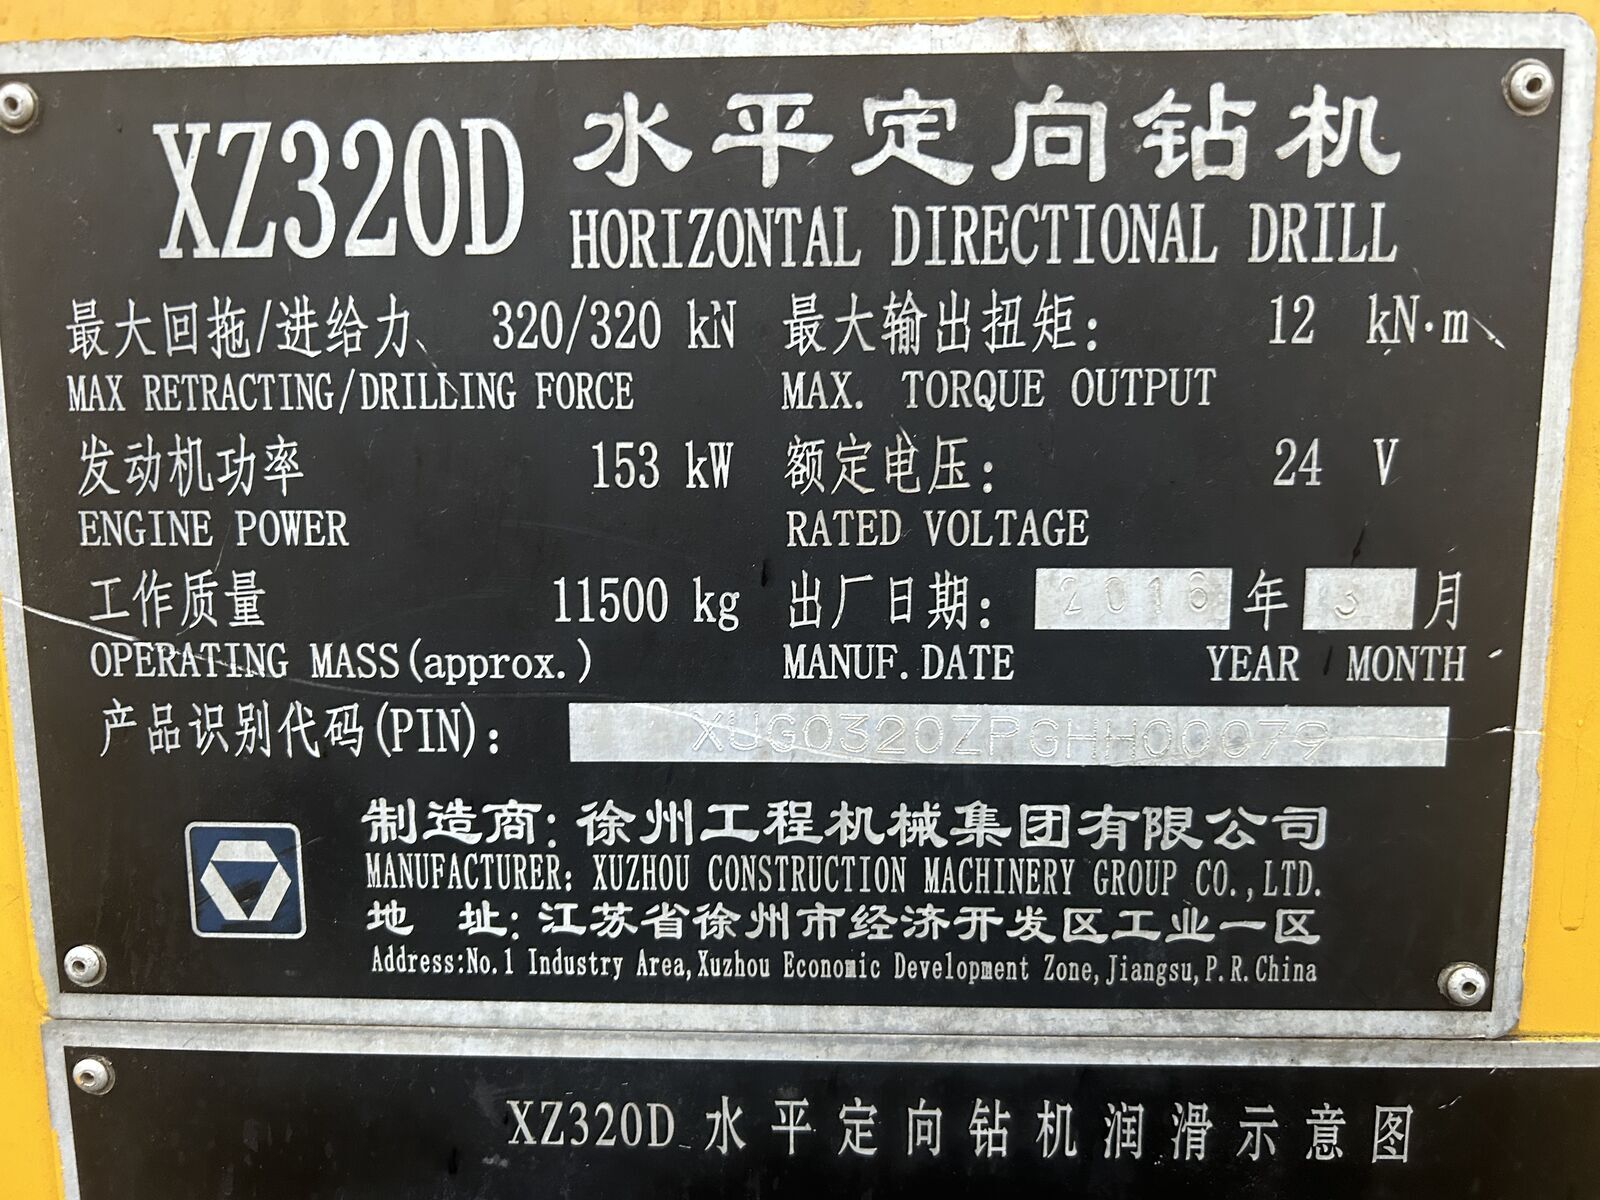 XZ320D 水平定向钻机
HORIZONTAL DIRECTIONAL DRILL
最大回拖/进给力、 320/320 kN 最大输出扭矩: 12 kN·m
MAX RETRACTING/DRILLING FORCE MAX. TORQUE OUTPUT
发动机功率 153 kW 额定电压: 24 V
ENGINE POWER RATED VOLTAGE
工作质量 11500 kg 出厂日期: 2016 年 3 月
OPERATING MASS(approx.) MANUF.DATE YEAR MONTH
产品识别代码(PIN): XUG0320ZPGHH00079
制造商: 徐州工程机械集团有限公司
MANUFACTURER: XUZHOU CONSTRUCTION MACHINERY GROUP CO.,LTD.
地 址: 江苏省徐州市经济开发区工业一区
Address:No.1 Industry Area,Xuzhou Economic Development Zone,Jiangsu,P.R.China
XZ320D 水平定向钻机润滑示意图